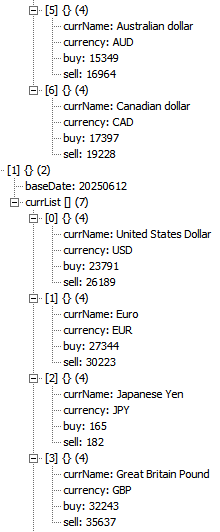 [5] {} (4)
currName: Australian dollar
currency: AUD
buy: 15349
sell: 16964
[6] {} (4)
currName: Canadian dollar
currency: CAD
buy: 17397
sell: 19228
[1] {} (2)
baseDate: 20250612
currList [] (7)
[0] {} (4)
currName: United States Dollar
currency: USD
buy: 23791
sell: 26189
[1] {} (4)
currName: Euro
currency: EUR
buy: 27344
sell: 30223
[2] {} (4)
currName: Japanese Yen
currency: JPY
buy: 165
sell: 182
[3] {} (4)
currName: Great Britain Pound
currency: GBP
buy: 32243
sell: 35637